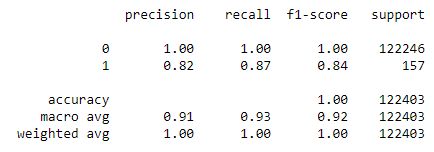 precision recall f1-score support
0 1.00 1.00 1.00 122246
1 0.82 0.87 0.84 157
accuracy 1.00 122403
macro avg 0.91 0.93 0.92 122403
weighted avg 1.00 1.00 1.00 122403